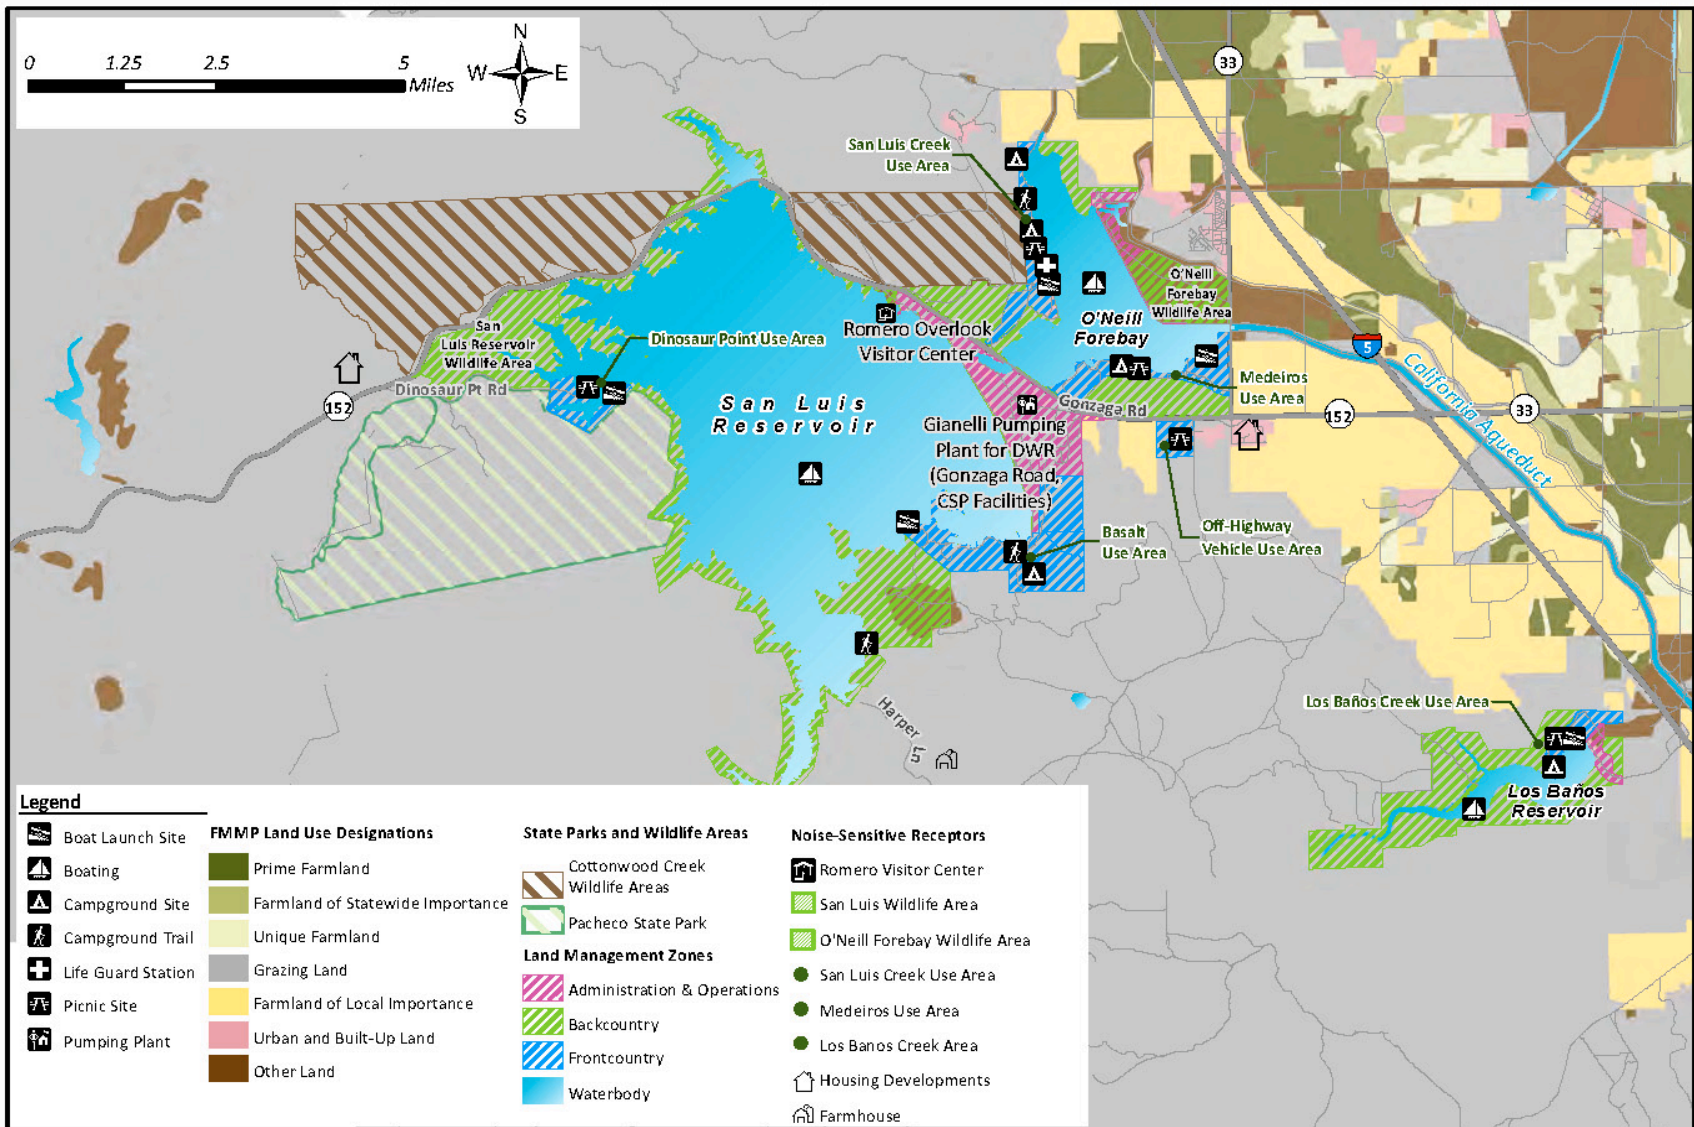 0 1.25 2.5 5
Miles
N
W E
S
33
San Luis Creek
Use Area
O'Neill
Forebay
Wildlife Area
O'Neill
Forebay
Romero Overlook
Visitor Center
San
Luis Reservoir
Wildlife Area
Dinosaur Point Use Area
5
California Aqueduct
Dinosaur Pt Rd
152
San Luis
Reservoir
Medeiros
Use Area
Gonzaga Rd
152
33
Gianelli Pumping
Plant for DWR
(Gonzaga Road,
CSP Facilities)
Basalt
Use Area
Off-Highway
Vehicle Use Area
Harper Ln
Los Baños Creek Use Area
Los Baños
Reservoir
Legend
Boat Launch Site
Boating
Campground Site
Campground Trail
Life Guard Station
Picnic Site
Pumping Plant
FMMP Land Use Designations
Prime Farmland
Farmland of Statewide Importance
Unique Farmland
Grazing Land
Farmland of Local Importance
Urban and Built-Up Land
Other Land
State Parks and Wildlife Areas
Cottonwood Creek
Wildlife Areas
Pacheco State Park
Land Management Zones
Administration & Operations
Backcountry
Frontcountry
Waterbody
Noise-Sensitive Receptors
Romero Visitor Center
San Luis Wildlife Area
O'Neill Forebay Wildlife Area
San Luis Creek Use Area
Medeiros Use Area
Los Banos Creek Area
Housing Developments
Farmhouse